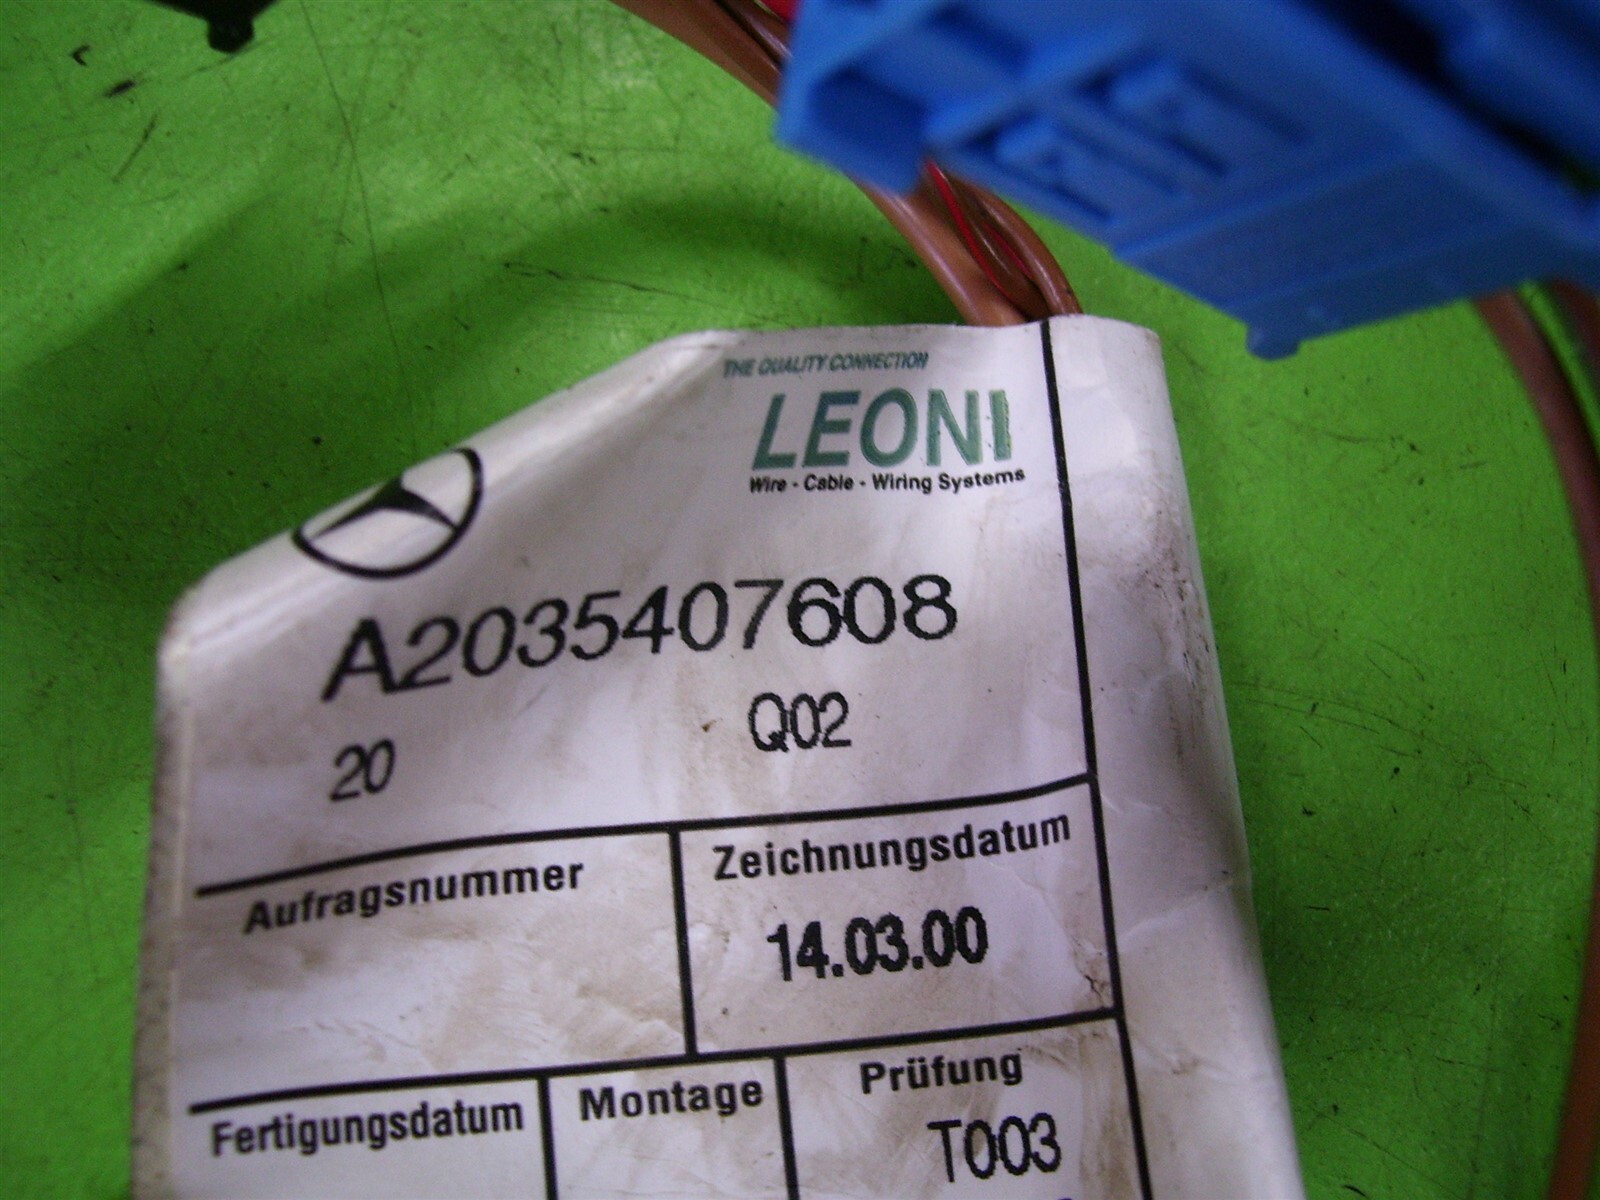 THE QUALITY CONNECTION
LEONI
Wire - Cable - Wiring Systems
A2035407608
20 Q02
Aufragsnummer
Zeichnungsdatum
14.03.00
Fertigungsdatum
Montage
Prüfung
T003